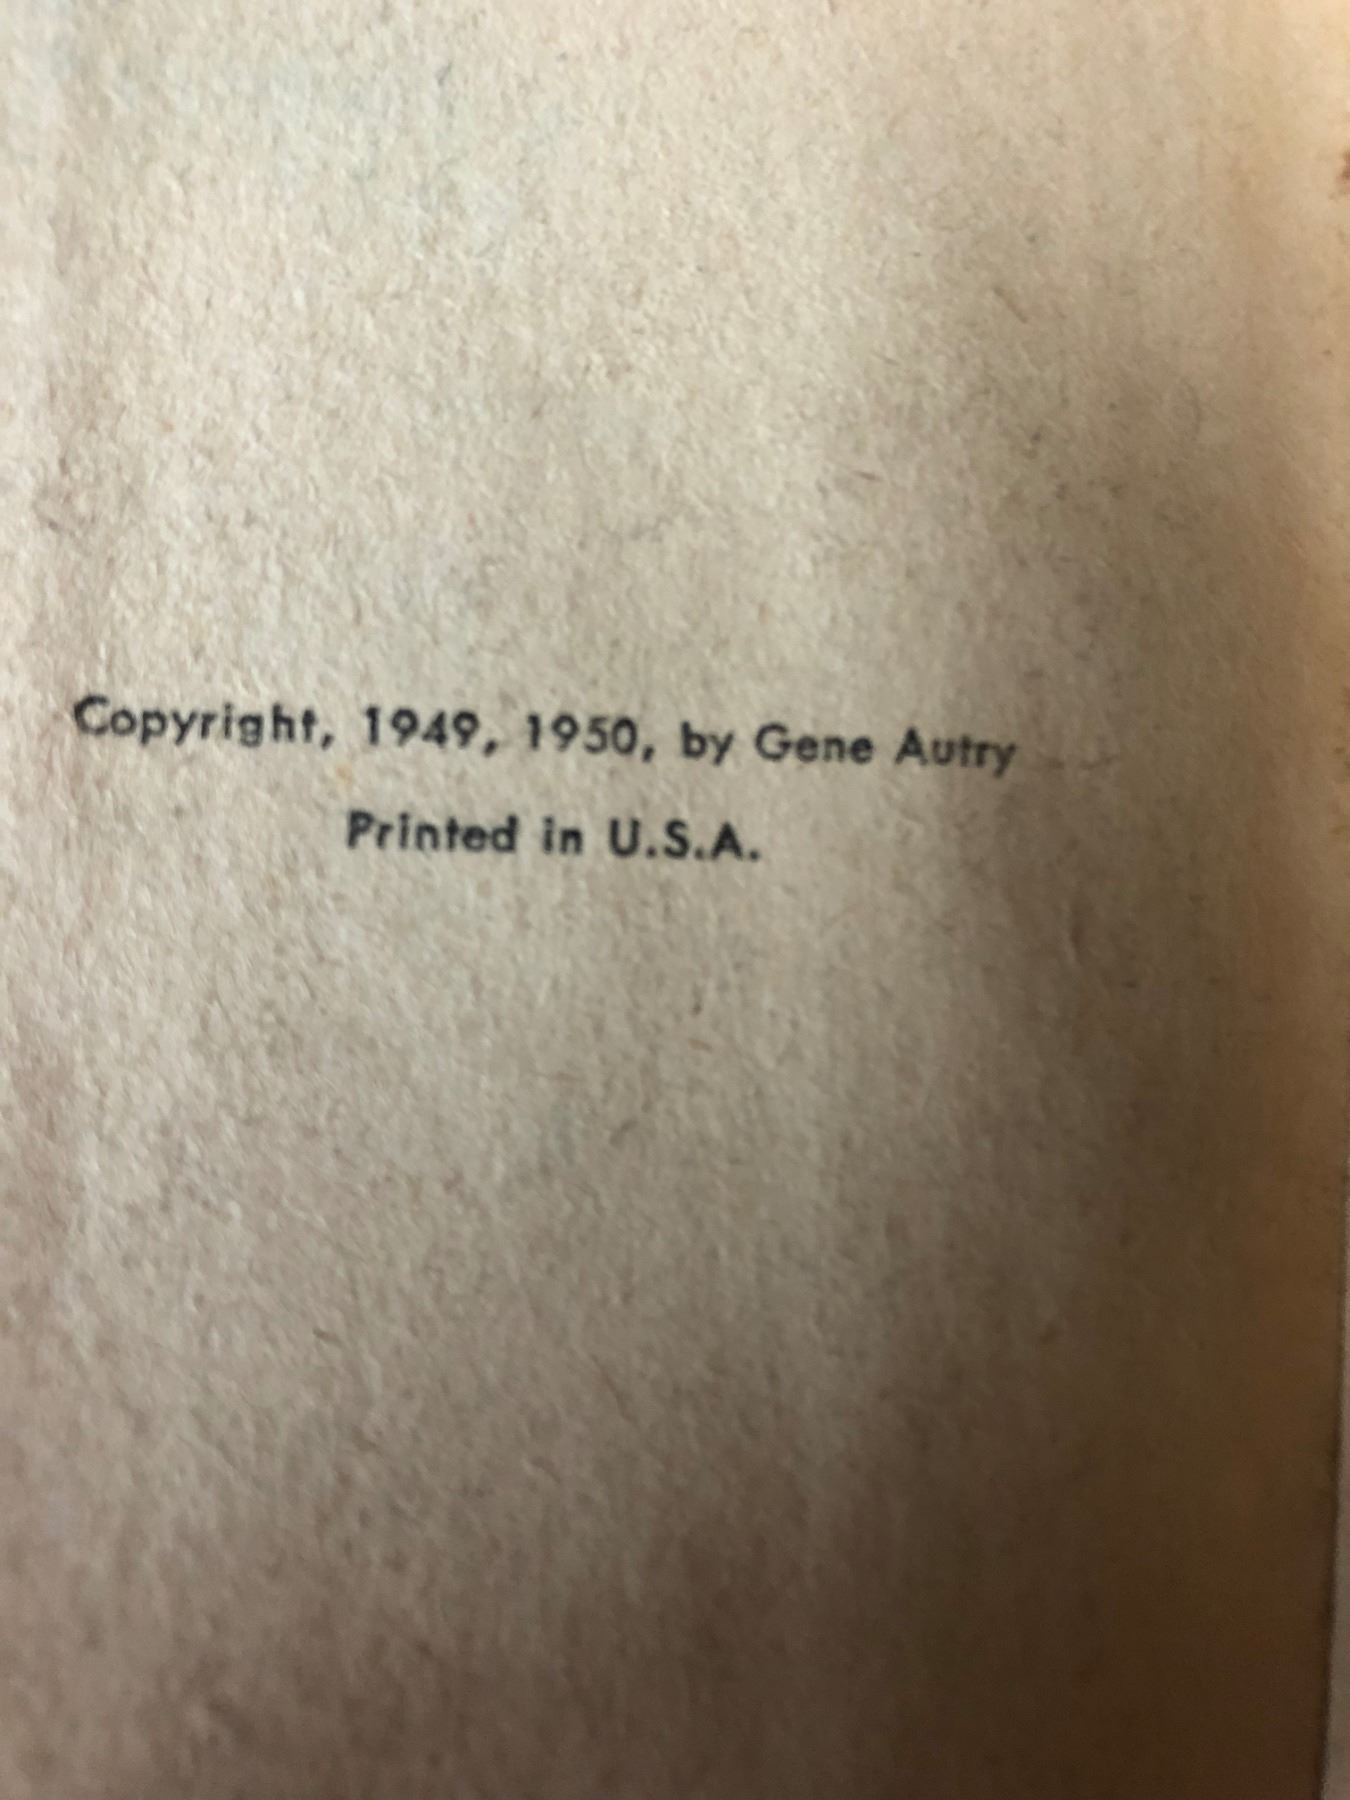 Copyright, 1949, 1950, by Gene Autry
Printed in U.S.A.